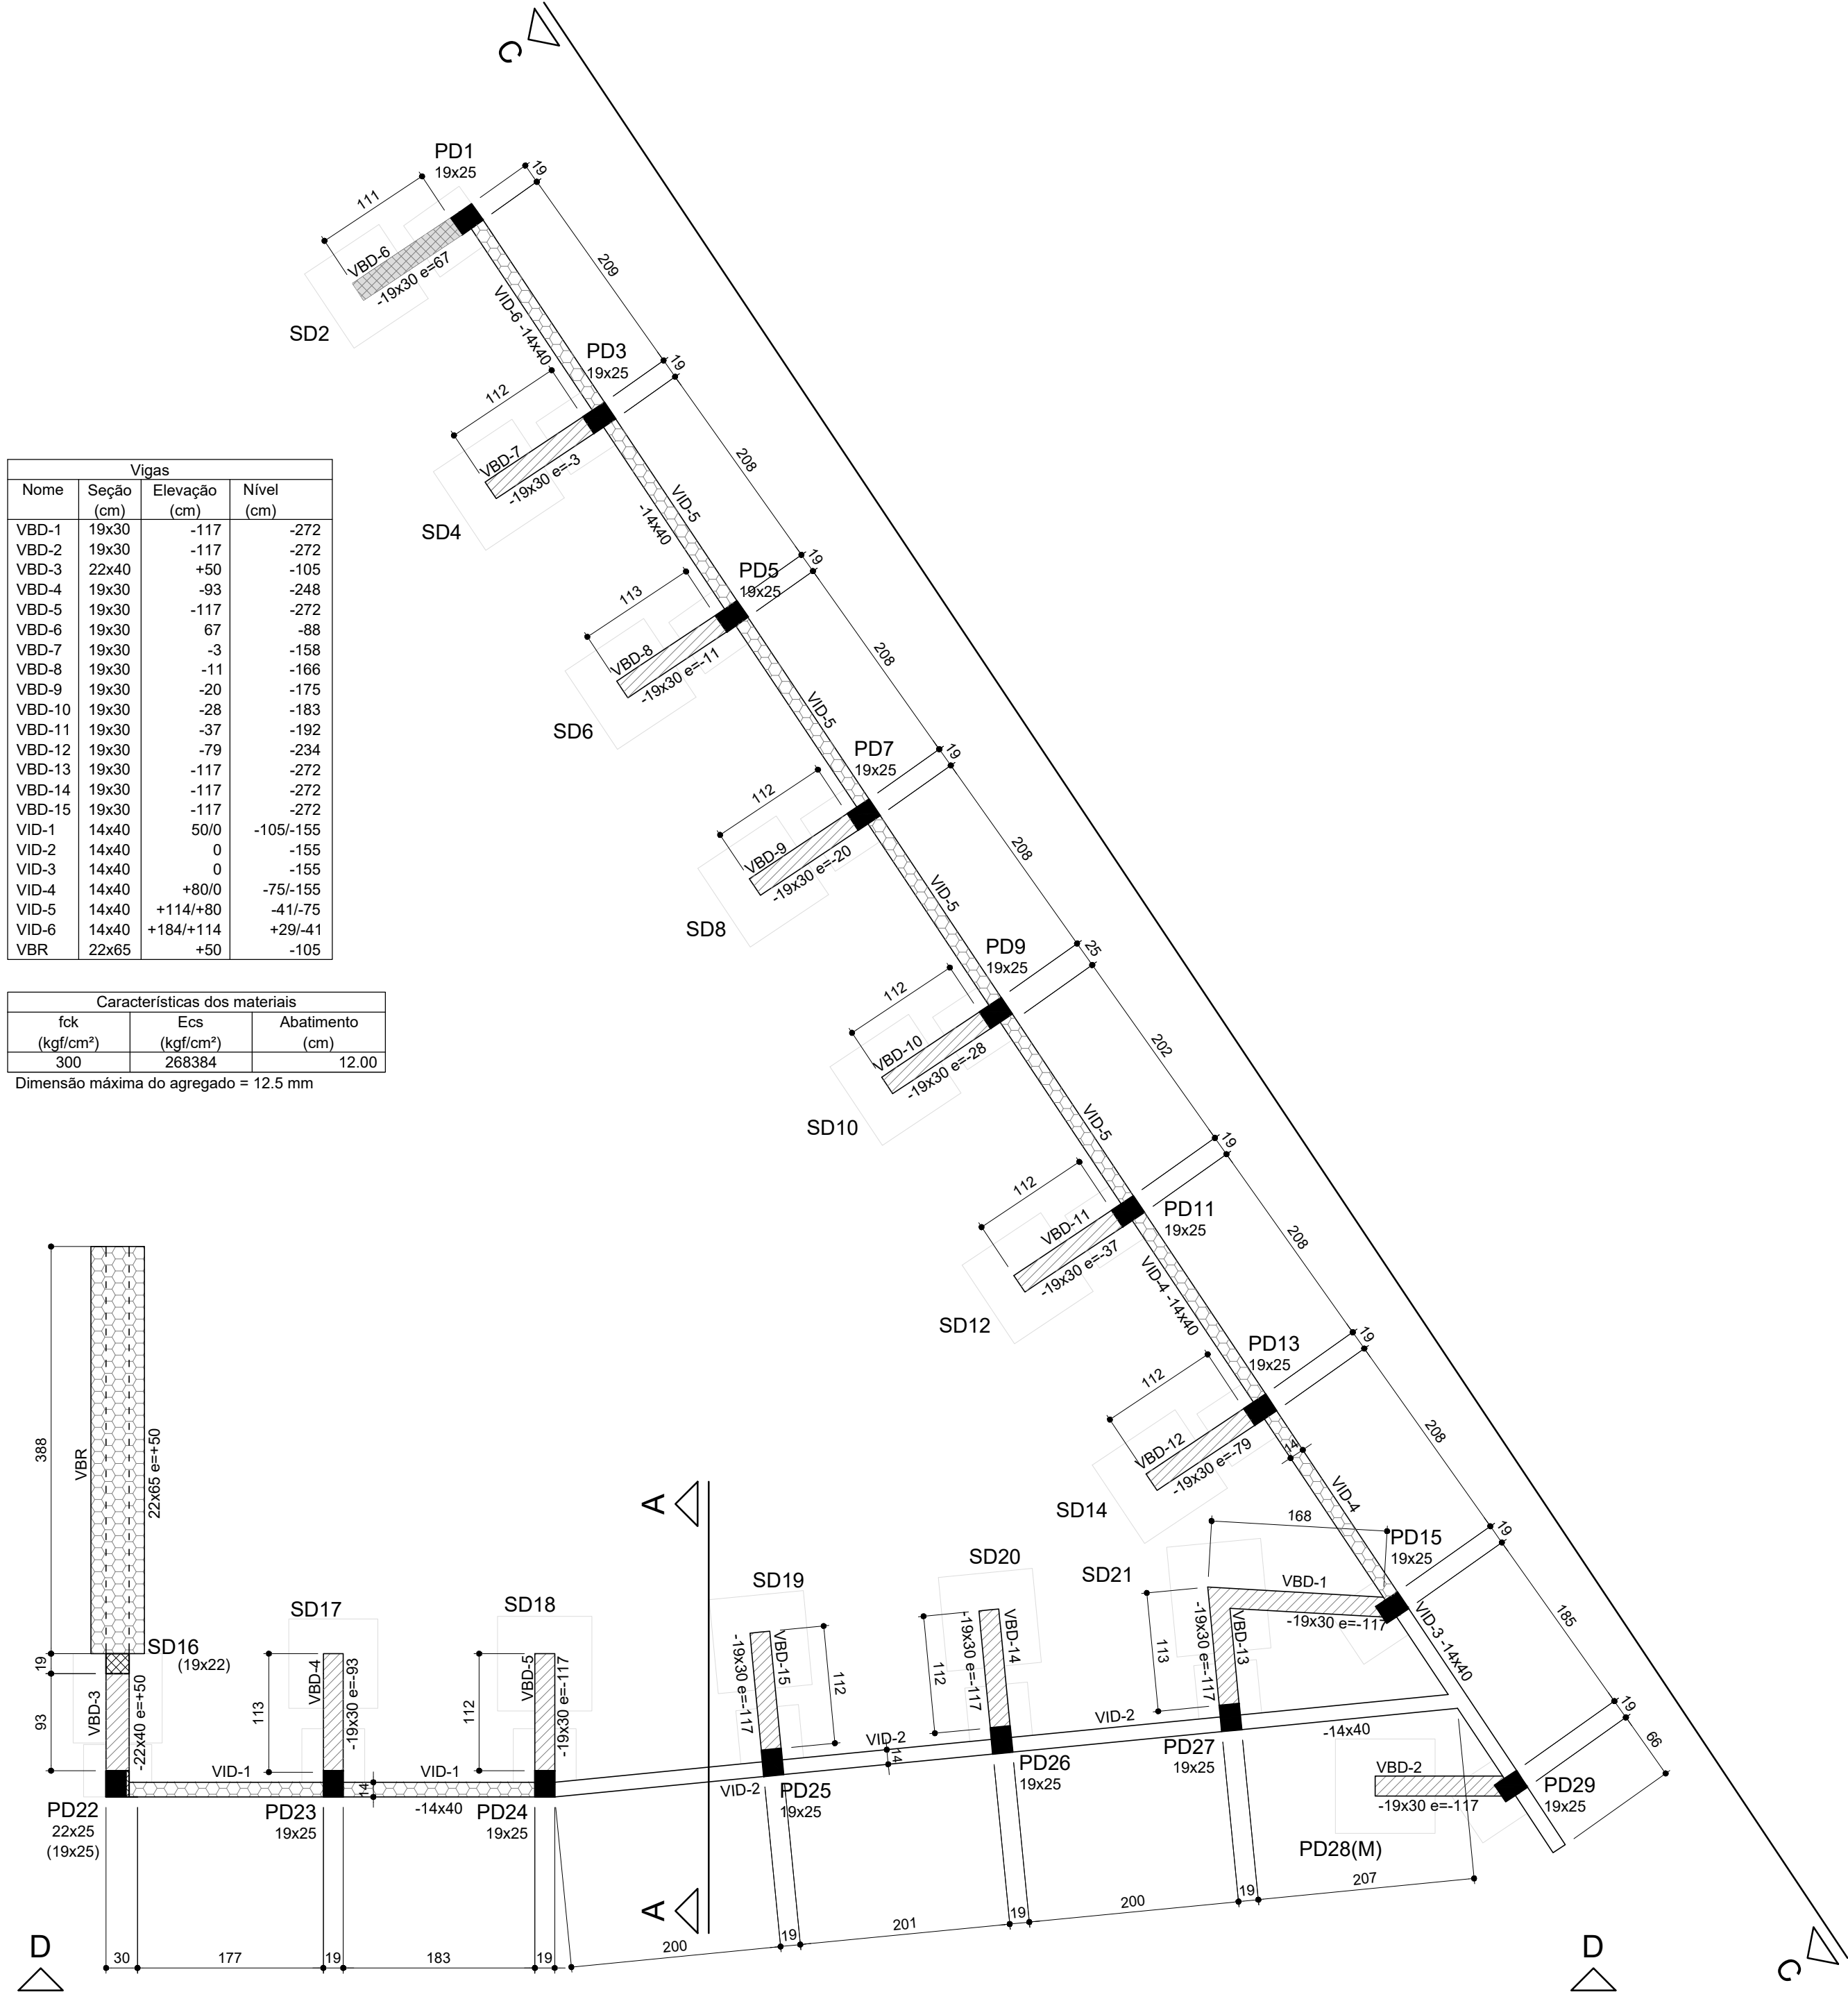 C
PD1
19x25
19
111
VBD-6
-19x30 e=67
SD2
209
VID-6 -14x40
PD3
19x25
19
112
VBD-7
-19x30 e=-3
SD4
208
VID-5
-14x40
PD5
19x25
19
113
VBD-8
-19x30 e=-11
SD6
208
VID-5
PD7
19x25
19
112
VBD-9
-19x30 e=-20
SD8
208
VID-5
PD9
19x25
25
112
VBD-10
-19x30 e=-28
SD10
202
VID-5
PD11
19x25
19
112
VBD-11
-19x30 e=-37
SD12
208
VID-4 -14x40
PD13
19x25
19
112
VBD-12
-19x30 e=-79
SD14
208
14
VID-4
168
PD15
19x25
19
VBD-1
-19x30 e=-117
185
VID-3 -14x40
19
66
Vigas
Nome Seção Elevação Nível
(cm) (cm) (cm)
VBD-1 19x30 -117 -272
VBD-2 19x30 -117 -272
VBD-3 22x40 +50 -105
VBD-4 19x30 -93 -248
VBD-5 19x30 -117 -272
VBD-6 19x30 67 -88
VBD-7 19x30 -3 -158
VBD-8 19x30 -11 -166
VBD-9 19x30 -20 -175
VBD-10 19x30 -28 -183
VBD-11 19x30 -37 -192
VBD-12 19x30 -79 -234
VBD-13 19x30 -117 -272
VBD-14 19x30 -117 -272
VBD-15 19x30 -117 -272
VID-1 14x40 50/0 -105/-155
VID-2 14x40 0 -155
VID-3 14x40 0 -155
VID-4 14x40 +80/0 -75/-155
VID-5 14x40 +114/+80 -41/-75
VID-6 14x40 +184/+114 +29/-41
VBR 22x65 +50 -105
Características dos materiais
fck Ecs Abatimento
(kgf/cm²) (kgf/cm²) (cm)
300 268384 12.00
Dimensão máxima do agregado = 12.5 mm
388
VBR
22x65 e=+50
SD16
(19x22)
19
93
VBD-3
-22x40 e=+50
PD22
22x25
(19x25)
VID-1
SD17
113
VBD-4
-19x30 e=-93
PD23
19x25
14
VID-1
-14x40
SD18
112
VBD-5
-19x30 e=-117
PD24
19x25
A
A
SD19
-19x30 e=-117
VBD-15
112
VID-2
PD25
19x25
VID-2
14
SD20
112
-19x30 e=-117
VBD-14
PD26
19x25
VID-2
SD21
113
-19x30 e=-117
VBD-13
PD27
19x25
-14x40
VBD-2
-19x30 e=-117
PD28(M)
PD29
19x25
D
30
177
19
183
19
200
19
201
19
200
19
207
D
C